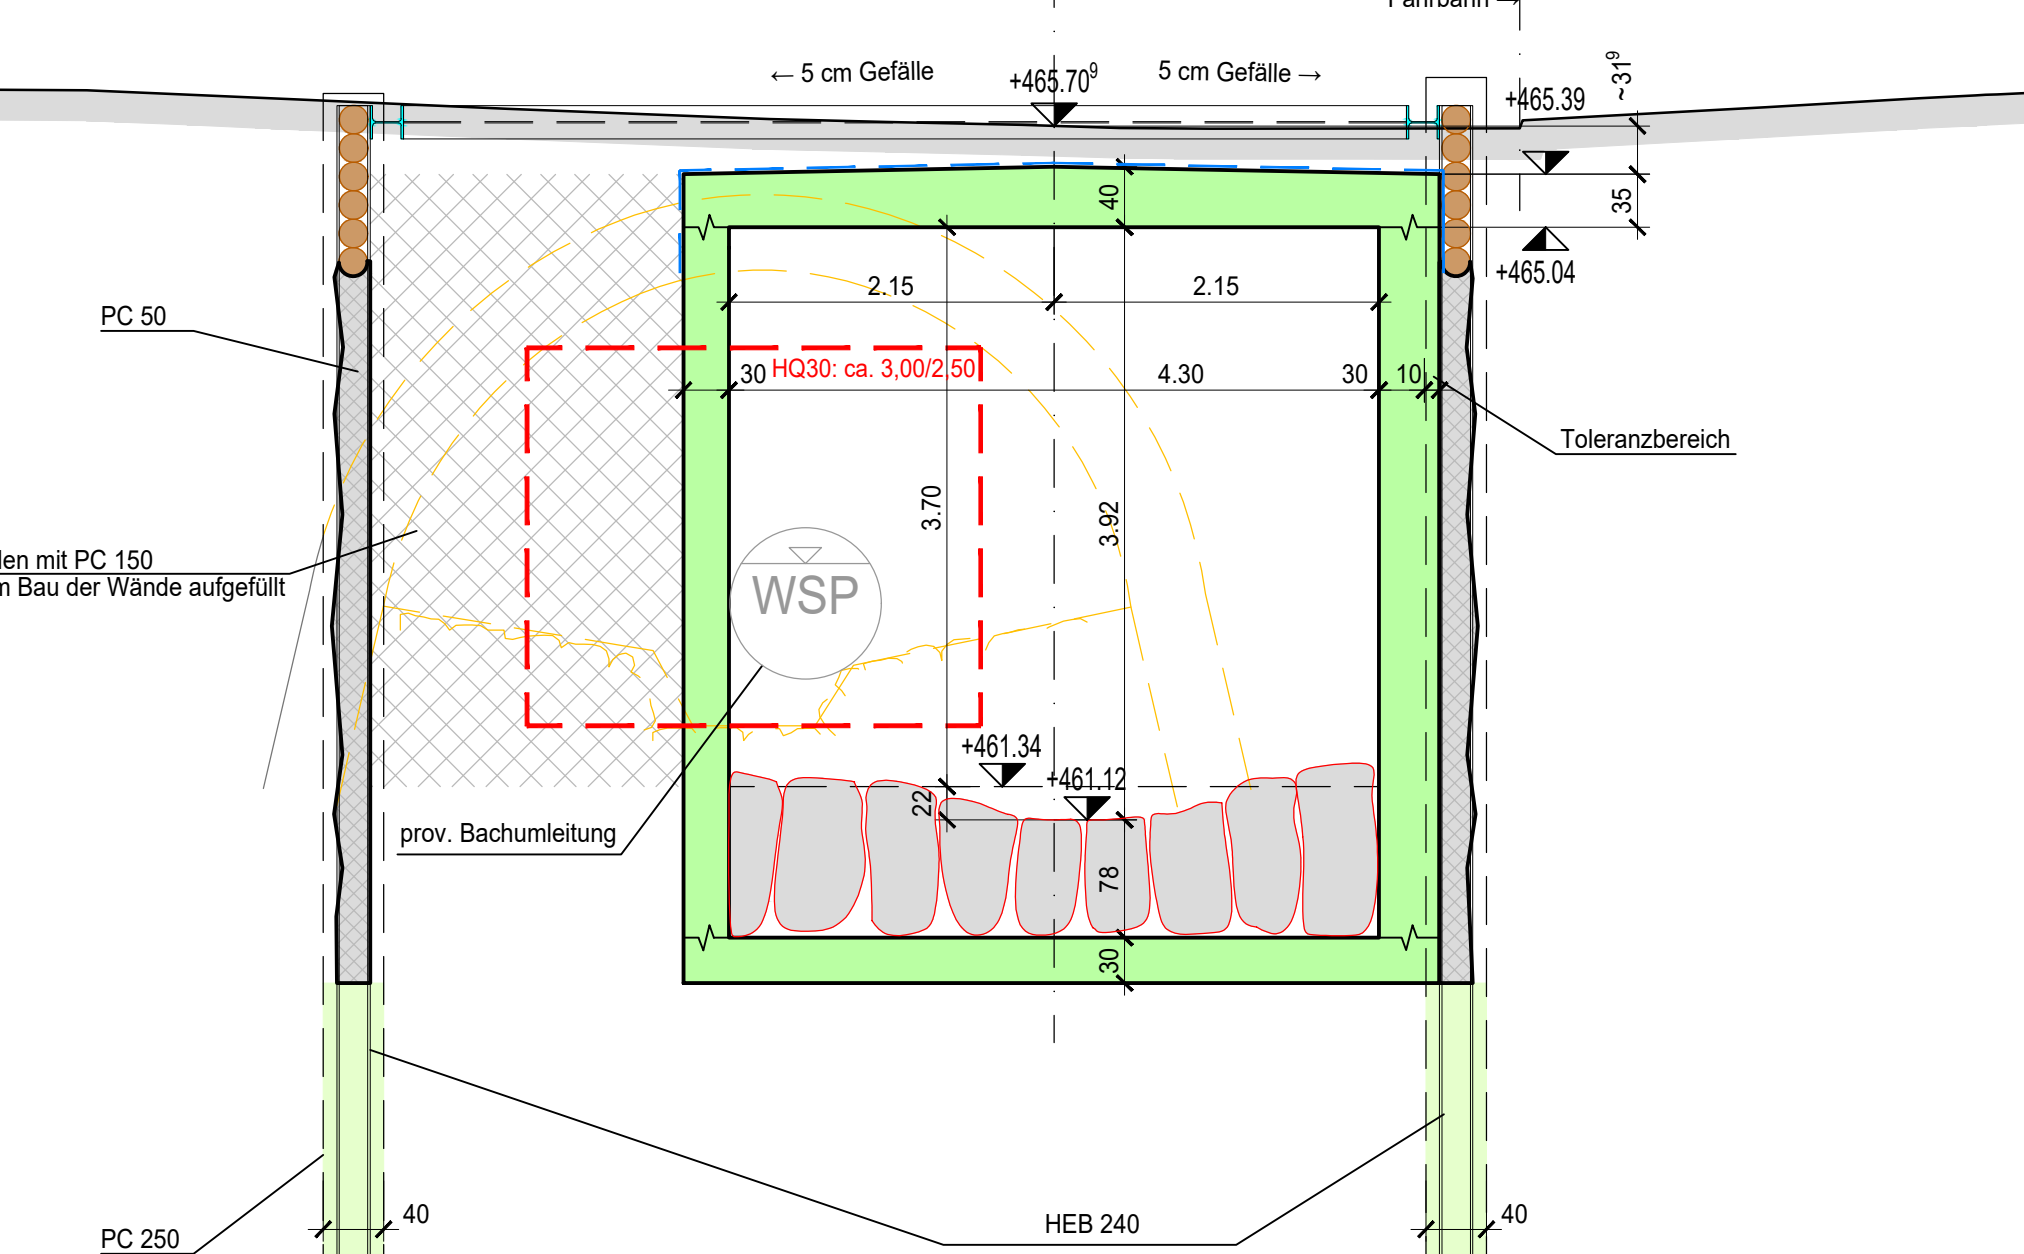 Fahrbahn →
← 5 cm Gefälle
+465.70⁹
5 cm Gefälle →
+465.39
~31⁹
40
35
+465.04
2.15
2.15
PC 50
30
HQ30: ca. 3,00/2,50
4.30
30
10
Toleranzbereich
3.70
3.92
len mit PC 150
m Bau der Wände aufgefüllt
WSP
+461.34
+461.12
22
prov. Bachumleitung
78
30
40
HEB 240
40
PC 250